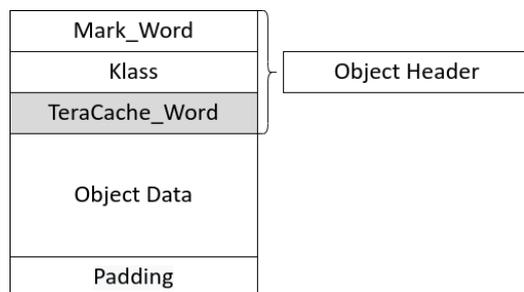 Mark_Word
Klass
Object Header
TeraCache_Word
Object Data
Padding